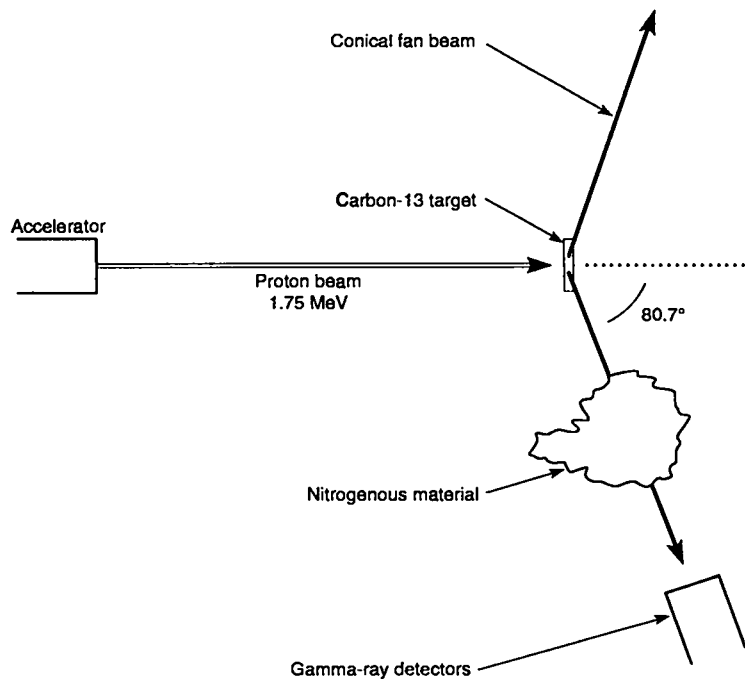 Conical fan beam
Carbon-13 target
Accelerator
Proton beam
1.75 MeV
80.7°
Nitrogenous material
Gamma-ray detectors